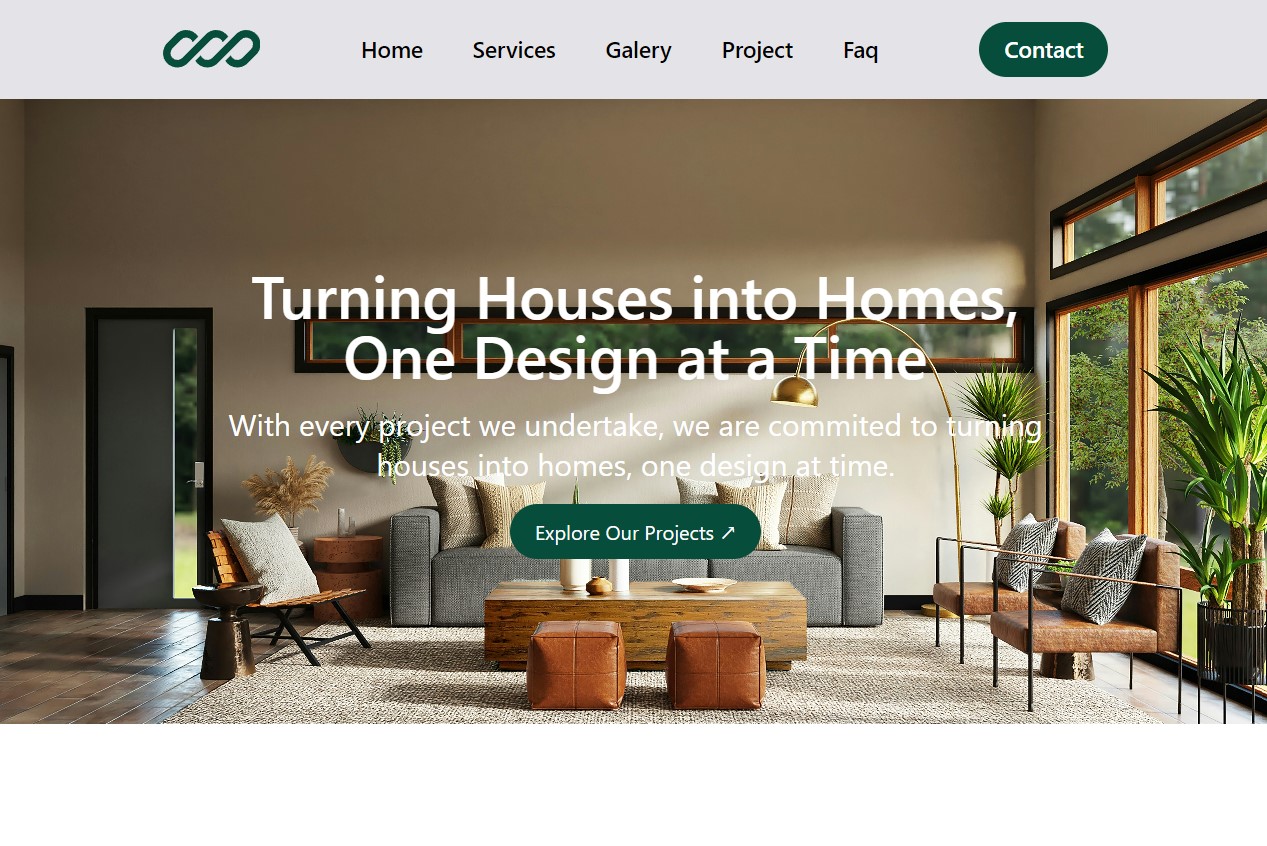 Home Services Galery Project Faq Contact
Turning Houses into Homes,
One Design at a Time
With every project we undertake, we are commited to turning
houses into homes, one design at time.
Explore Our Projects ↗